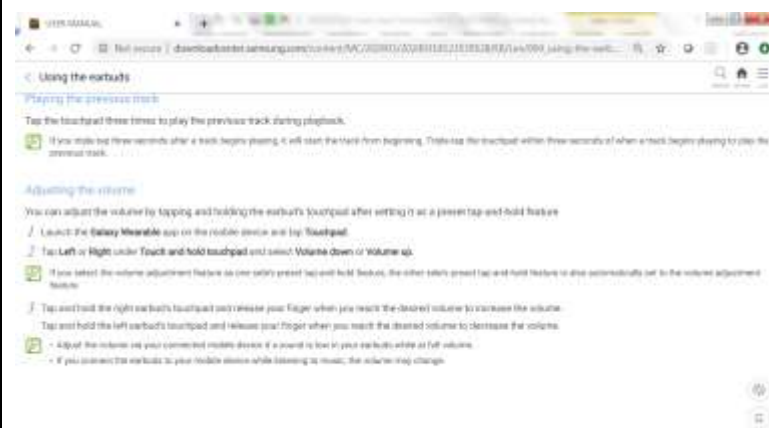 USER MANUAL
Not secure | downloadcenter.samsung.com/content/
Using the earbuds
Playing the previous track
Tap the touchpad three times to play the previous track during playback.
If you triple-tap three seconds after a track begins playing, it will start the track from beginning. Triple-tap the touchpad within three seconds of when a track begins playing to play the
previous track.
Adjusting the volume
You can adjust the volume by tapping and holding the earbud's touchpad after setting it as a preset tap-and-hold feature
1 Launch the Galaxy Wearable app on the mobile device and tap Touchpad.
2 Tap Left or Right under Touch and hold touchpad and select Volume down or Volume up.
If you select the volume adjustment feature as one side's preset tap and hold feature, the other side's preset tap and hold feature is also automatically set to the volume adjustment
feature.
3 Tap and hold the right earbud's touchpad and release your finger when you reach the desired volume to increase the volume.
Tap and hold the left earbud's touchpad and release your finger when you reach the desired volume to decrease the volume.
• Adjust the volume via your connected mobile device if a sound is low in your earbuds while at full volume.
• If you connect the earbuds to your mobile device while listening to music, the volume may change.